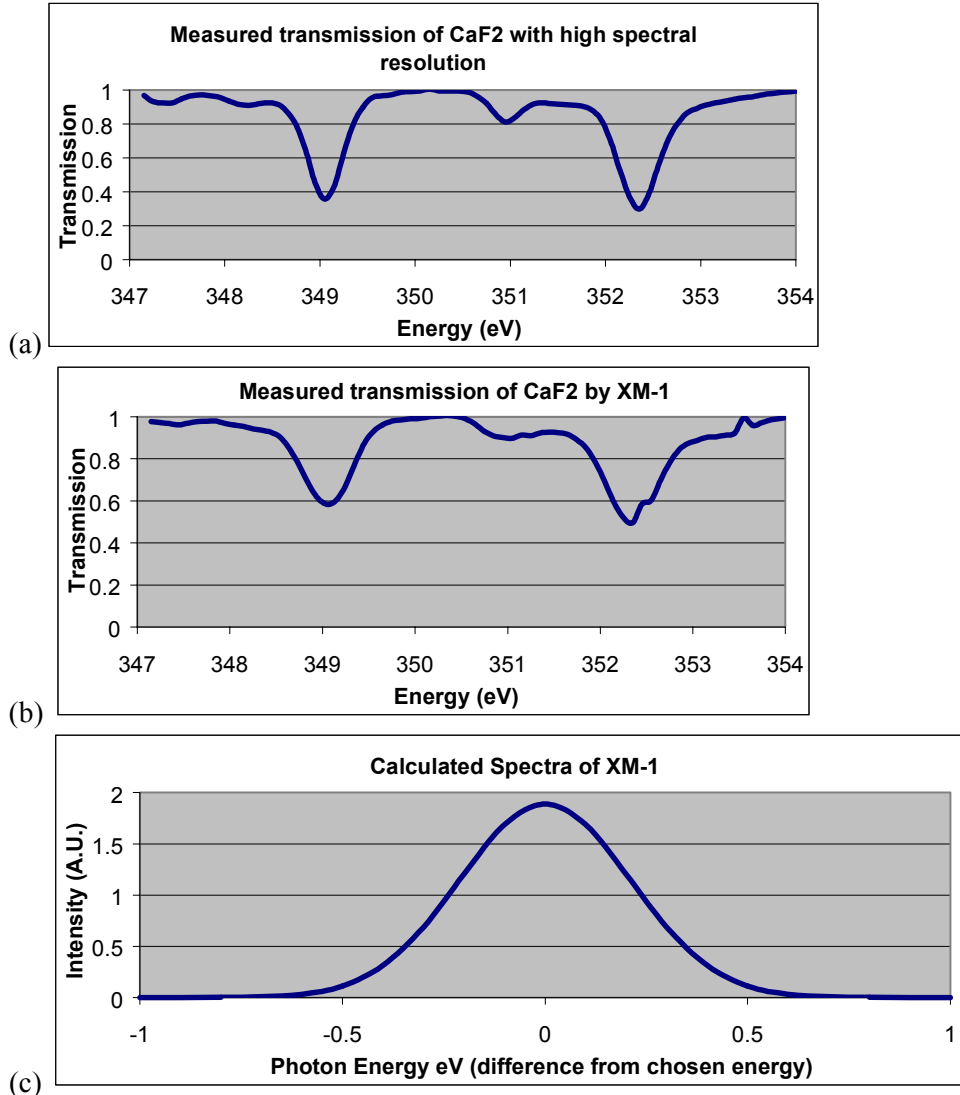 Measured transmission of CaF2 with high spectral
resolution
Transmission
1
0.8
0.6
0.4
0.2
0
347 348 349 350 351 352 353 354
Energy (eV)
(a)
Measured transmission of CaF2 by XM-1
Transmission
1
0.8
0.6
0.4
0.2
0
347 348 349 350 351 352 353 354
Energy (eV)
(b)
Calculated Spectra of XM-1
Intensity (A.U.)
2
1.5
1
0.5
0
-1 -0.5 0 0.5 1
Photon Energy eV (difference from chosen energy)
(c)